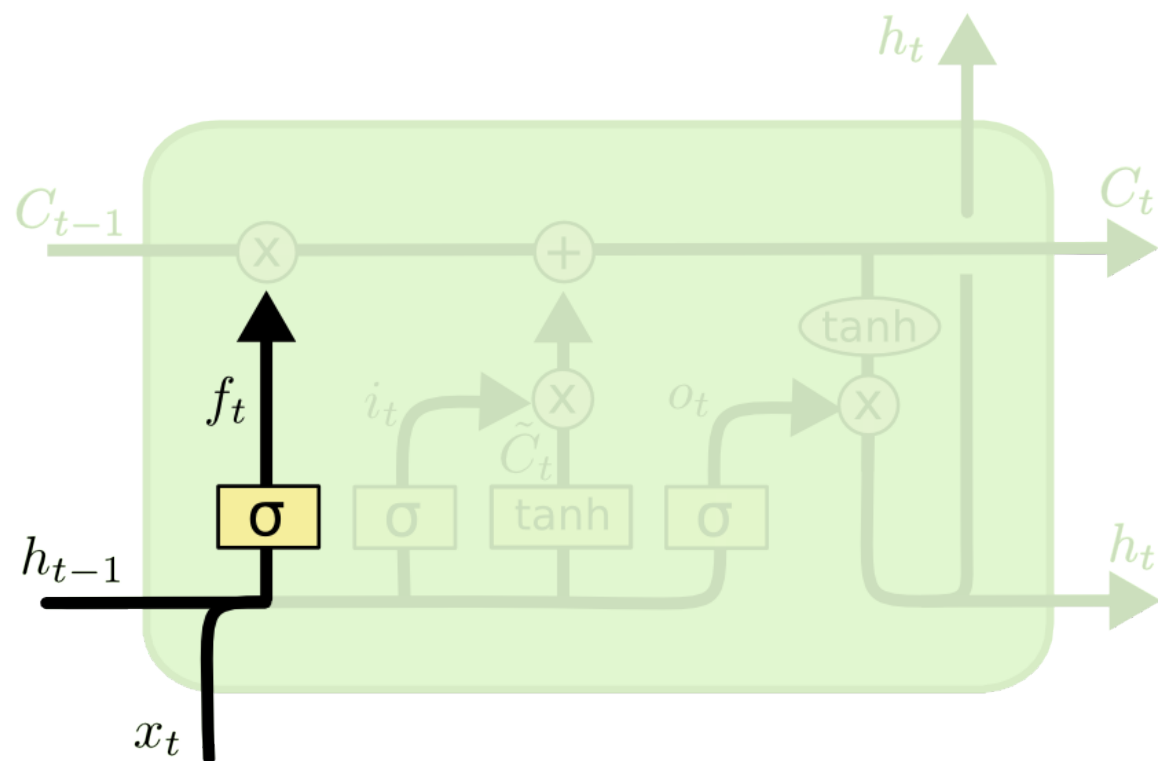 h_t
C_{t-1}
C_t
x
+
tanh
f_t
i_t
x
o_t
x
C̃_t
σ
σ
tanh
σ
h_{t-1}
h_t
x_t